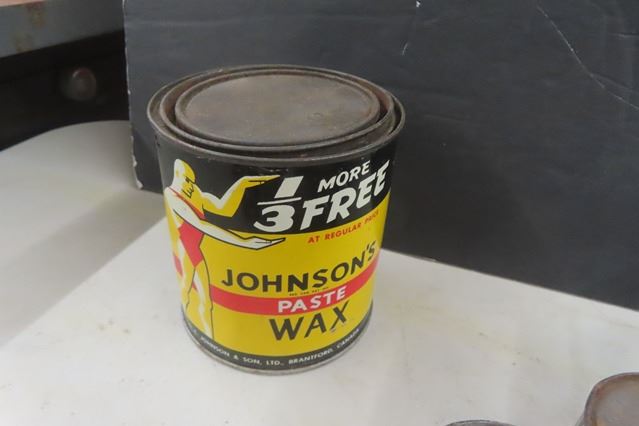 1/3 MORE
FREE
AT REGULAR PRICE
JOHNSON'S
PASTE
WAX
JOHNSON & SON, LTD., BRANTFORD, CANADA